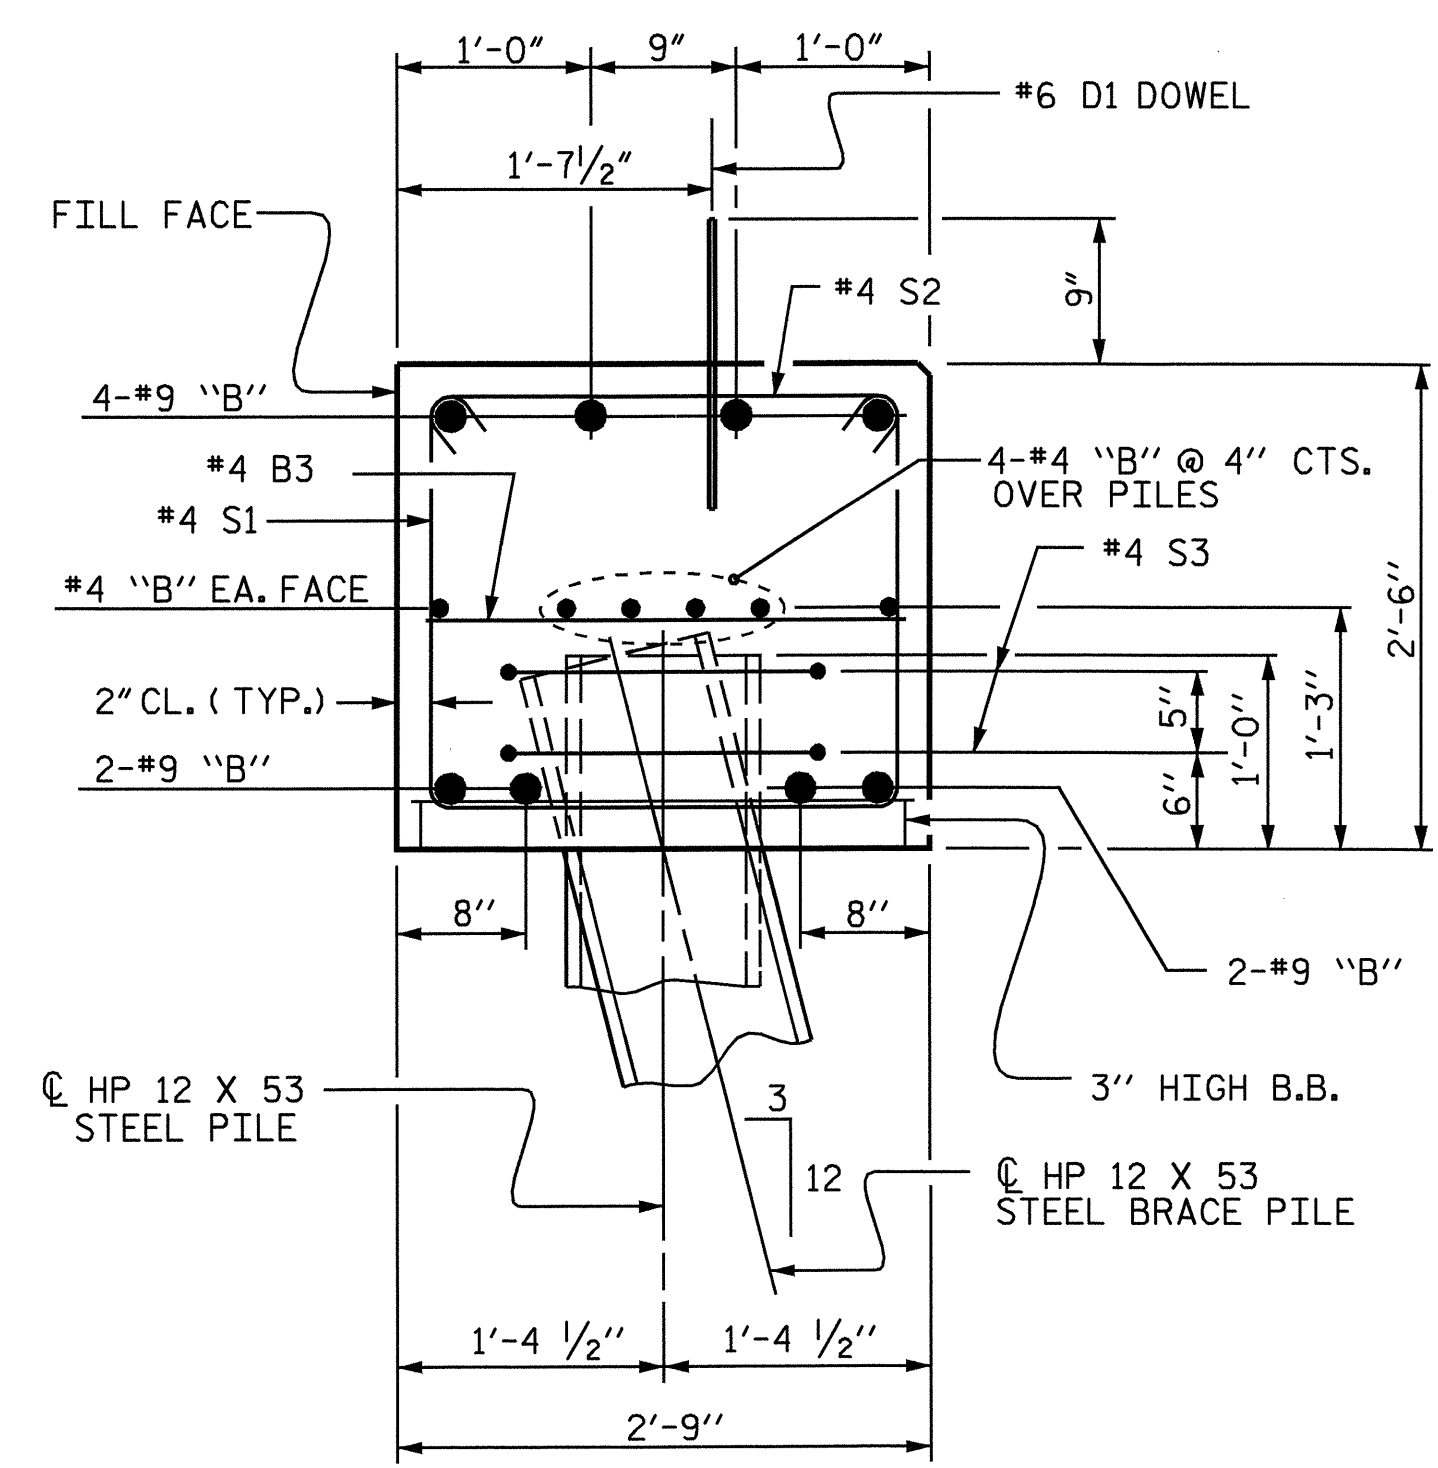 1'-0"
9"
1'-0"
#6 D1 DOWEL
1'-7 1/2"
FILL FACE
#4 S2
9"
4-#9 "B"
#4 B3
4-#4 "B" @ 4" CTS.
OVER PILES
#4 S1
#4 S3
#4 "B" EA. FACE
2'-6"
2" CL. ( TYP.)
5"
1'-0"
1'-3"
2-#9 "B"
6"
8"
8"
2-#9 "B"
℄ HP 12 X 53
STEEL PILE
3
3" HIGH B.B.
12
℄ HP 12 X 53
STEEL BRACE PILE
1'-4 1/2"
1'-4 1/2"
2'-9"